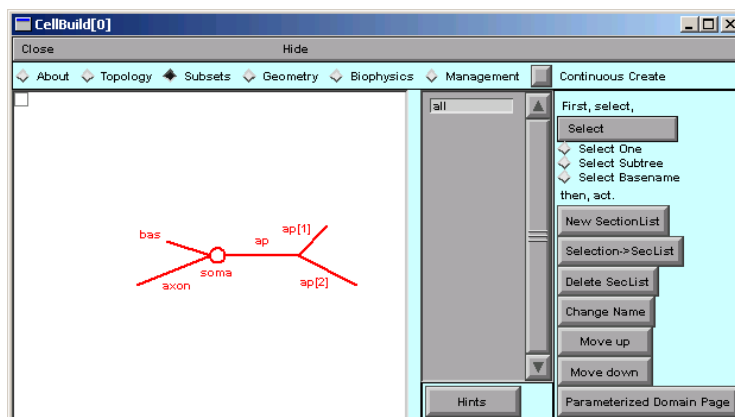 CellBuild[0]
Close Hide
About Topology Subsets Geometry Biophysics Management Continuous Create
all
First, select,
Select
Select One
Select Subtree
Select Basename
then, act.
New SectionList
Selection->SecList
Delete SecList
Change Name
Move up
Move down
Parameterized Domain Page
Hints
bas
ap
ap[1]
soma
axon
ap[2]